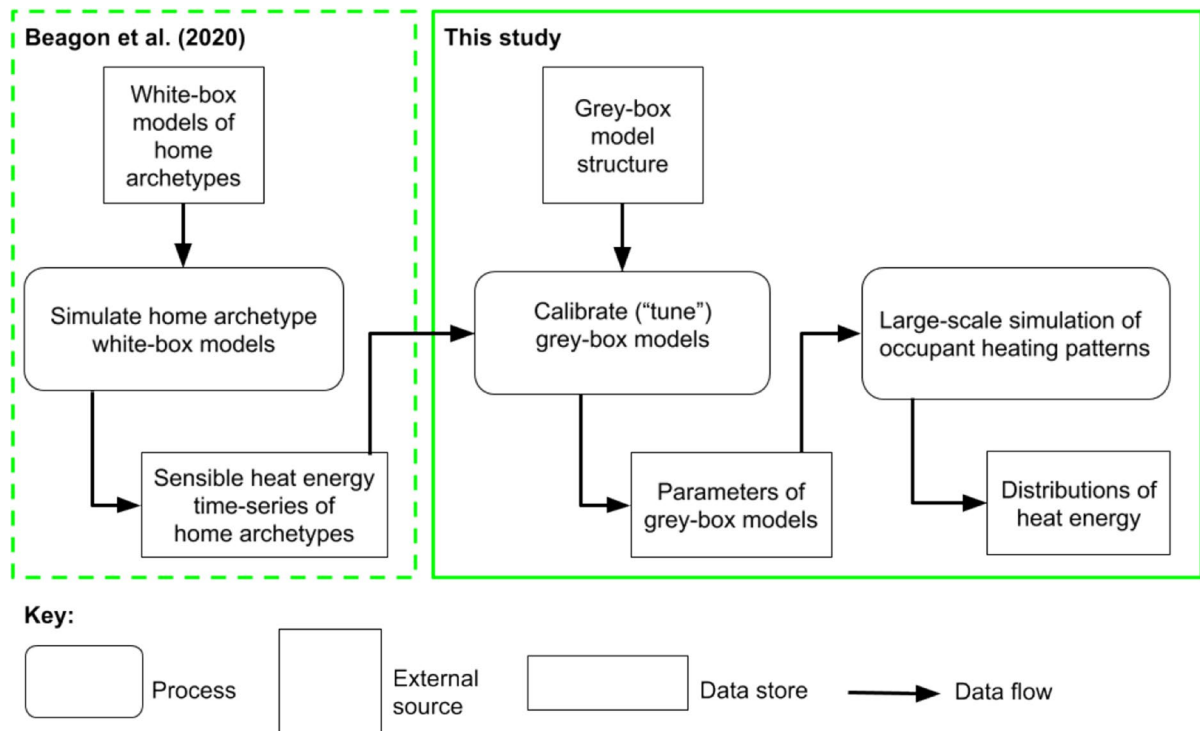 Beagon et al. (2020)
White-box
models of
home
archetypes
Simulate home archetype
white-box models
Sensible heat energy
time-series of
home archetypes
This study
Grey-box
model
structure
Calibrate (“tune”)
grey-box models
Parameters of
grey-box models
Large-scale simulation of
occupant heating patterns
Distributions of
heat energy
Key:
Process
External
source
Data store
Data flow